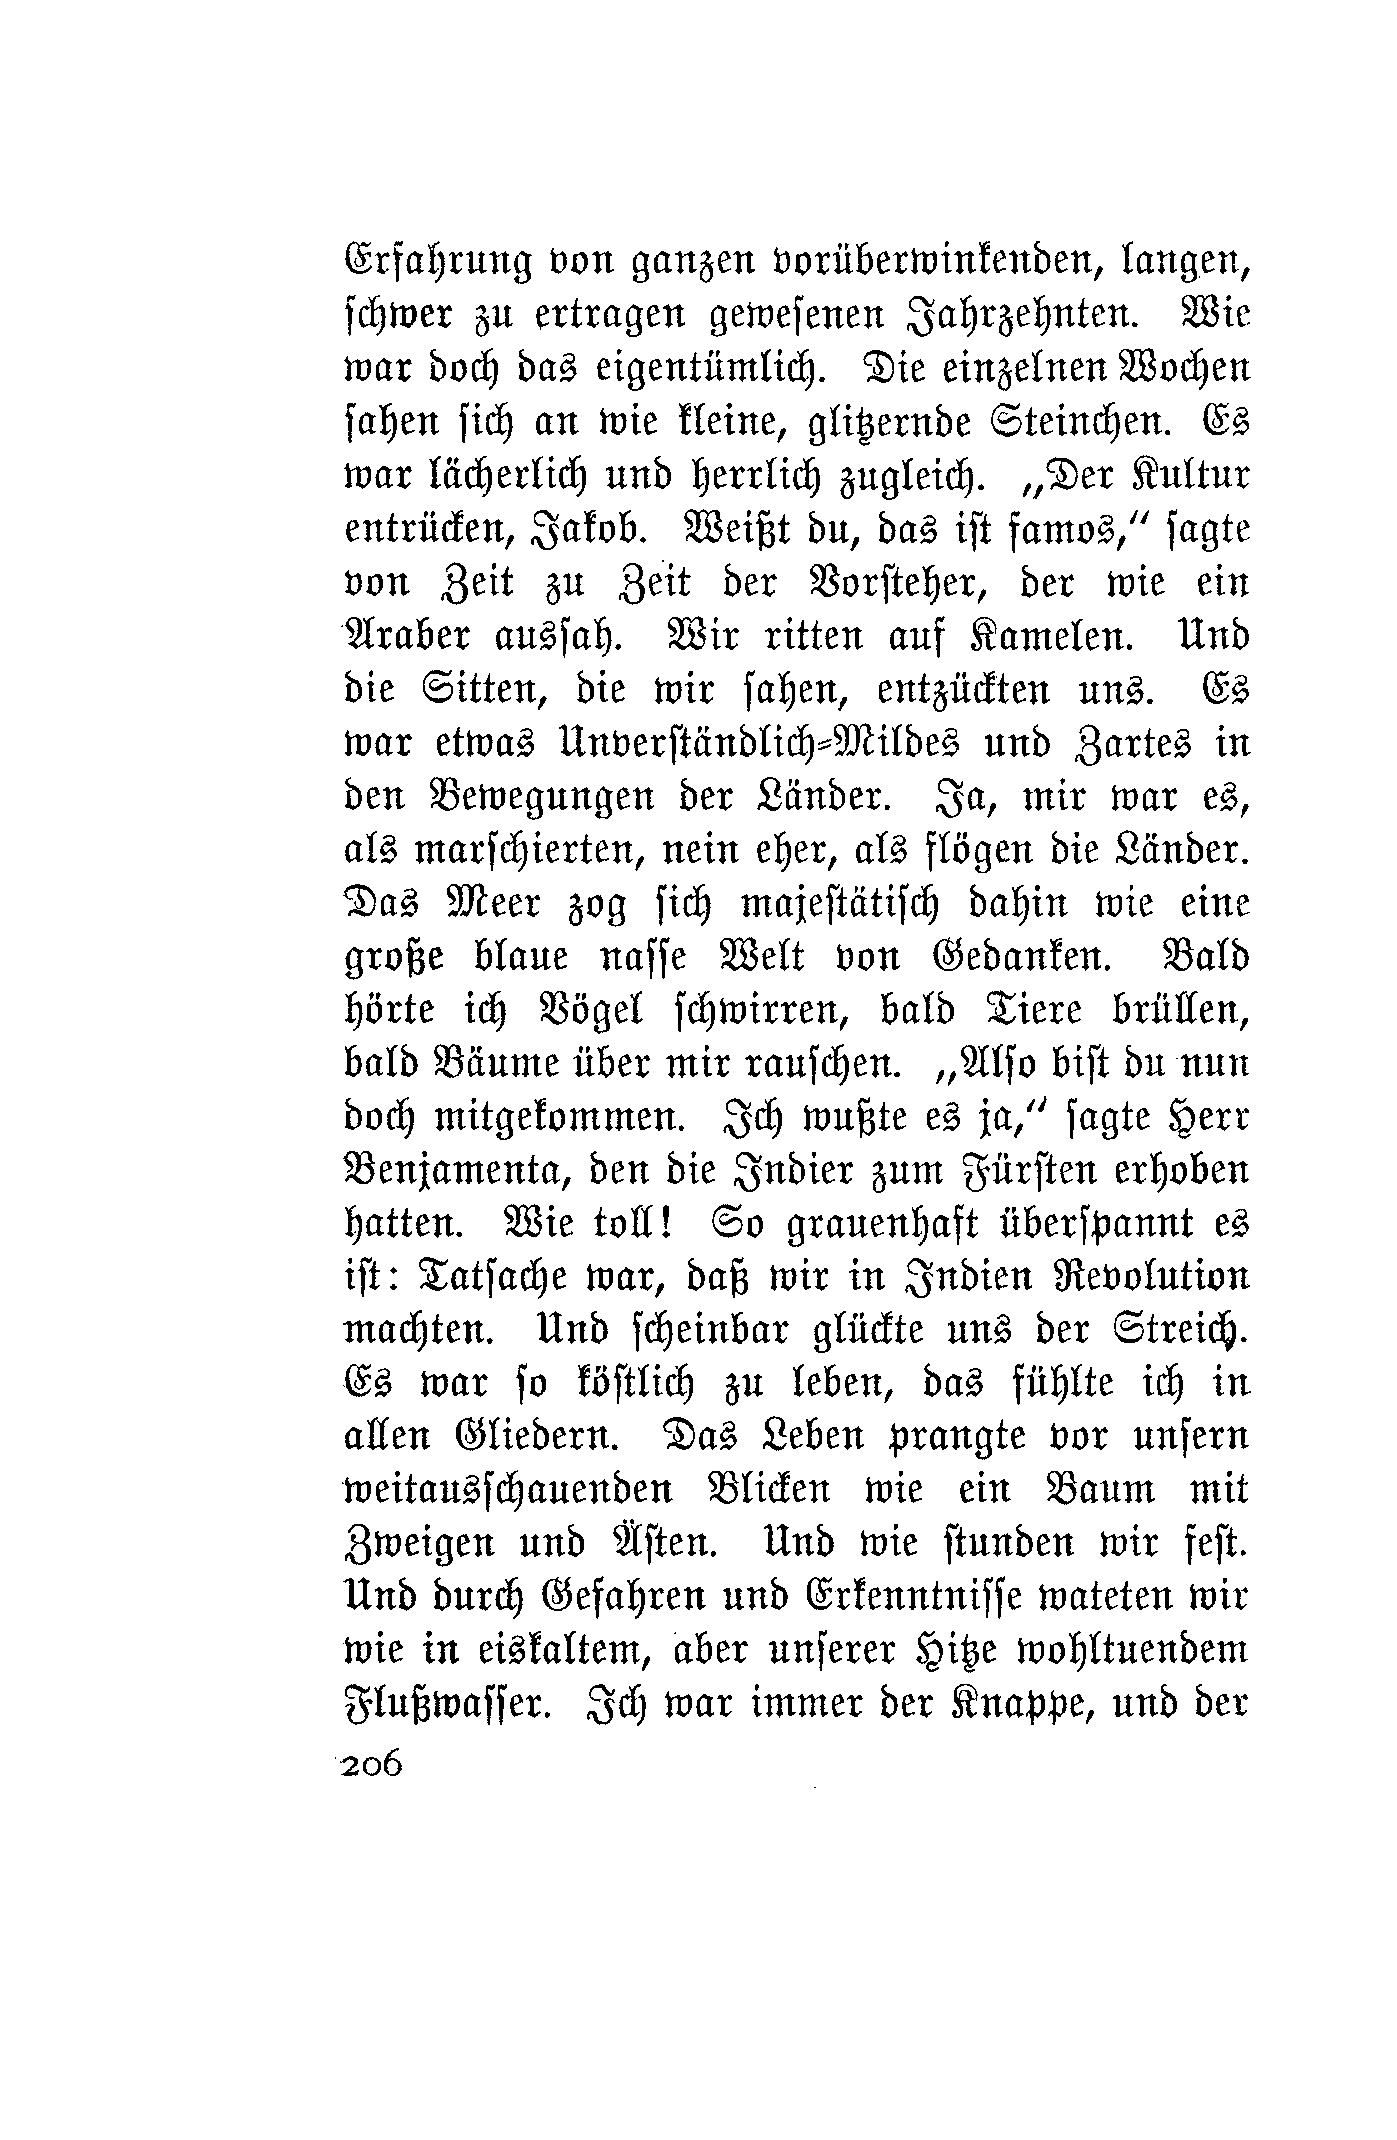 Erfahrung von ganzen vorüberwinkenden, langen,
ſchwer zu ertragen geweſenen Jahrzehnten. Wie
war doch das eigentümlich. Die einzelnen Wochen
ſahen ſich an wie kleine, glitzernde Steinchen. Es
war lächerlich und herrlich zugleich. „Der Kultur
entrücken, Jakob. Weißt du, das iſt famos,“ ſagte
von Zeit zu Zeit der Vorſteher, der wie ein
Araber ausſah. Wir ritten auf Kamelen. Und
die Sitten, die wir ſahen, entzückten uns. Es
war etwas Unverſtändlich-Mildes und Zartes in
den Bewegungen der Länder. Ja, mir war es,
als marſchierten, nein eher, als flögen die Länder.
Das Meer zog ſich majeſtätiſch dahin wie eine
große blaue naſſe Welt von Gedanken. Bald
hörte ich Vögel ſchwirren, bald Tiere brüllen,
bald Bäume über mir rauſchen. „Alſo biſt du nun
doch mitgekommen. Ich wußte es ja,“ ſagte Herr
Benjamenta, den die Indier zum Fürſten erhoben
hatten. Wie toll! So grauenhaft überſpannt es
iſt: Tatſache war, daß wir in Indien Revolution
machten. Und ſcheinbar glückte uns der Streich.
Es war ſo köſtlich zu leben, das fühlte ich in
allen Gliedern. Das Leben prangte vor unſern
weitausſchauenden Blicken wie ein Baum mit
Zweigen und Äſten. Und wie ſtunden wir feſt.
Und durch Gefahren und Erkenntniſſe wateten wir
wie in eiskaltem, aber unſerer Hitze wohltuendem
Flußwaſſer. Ich war immer der Knappe, und der
206